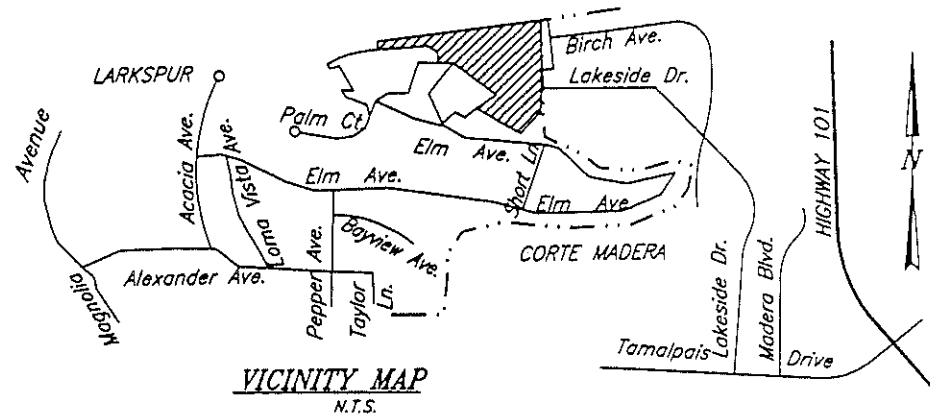 Birch Ave.
LARKSPUR
Lakeside Dr.
HIGHWAY 101
Avenue
Acacia Ave.
Loma Vista Ave.
Palm Ct.
Elm Ave.
Short Ln.
N
Elm Ave.
Elm Ave.
Bayview Ave.
CORTE MADERA
Alexander Ave.
Magnolia
Pepper Ave.
Taylor Ln.
Lakeside Dr.
Madera Blvd.
Tamalpais Drive
VICINITY MAP
N.T.S.